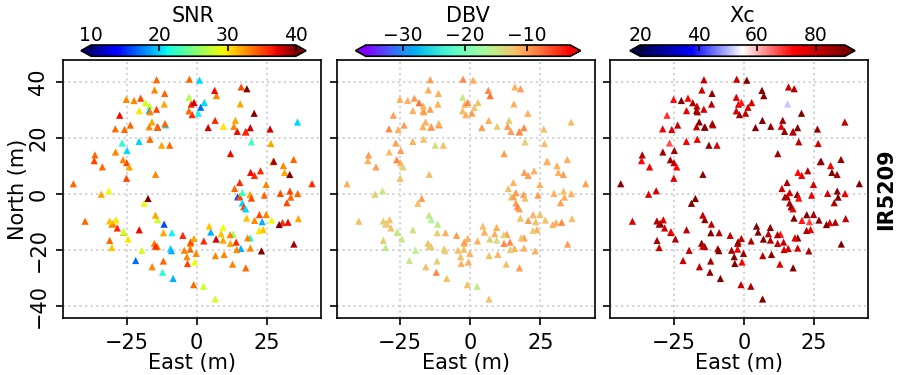 SNR DBV Xc
10 20 30 40 −30 −20 −10 20 40 60 80
40
20
0
−20
−40
North (m)
−25 0 25 −25 0 25 −25 0 25
East (m) East (m) East (m)
IR5209